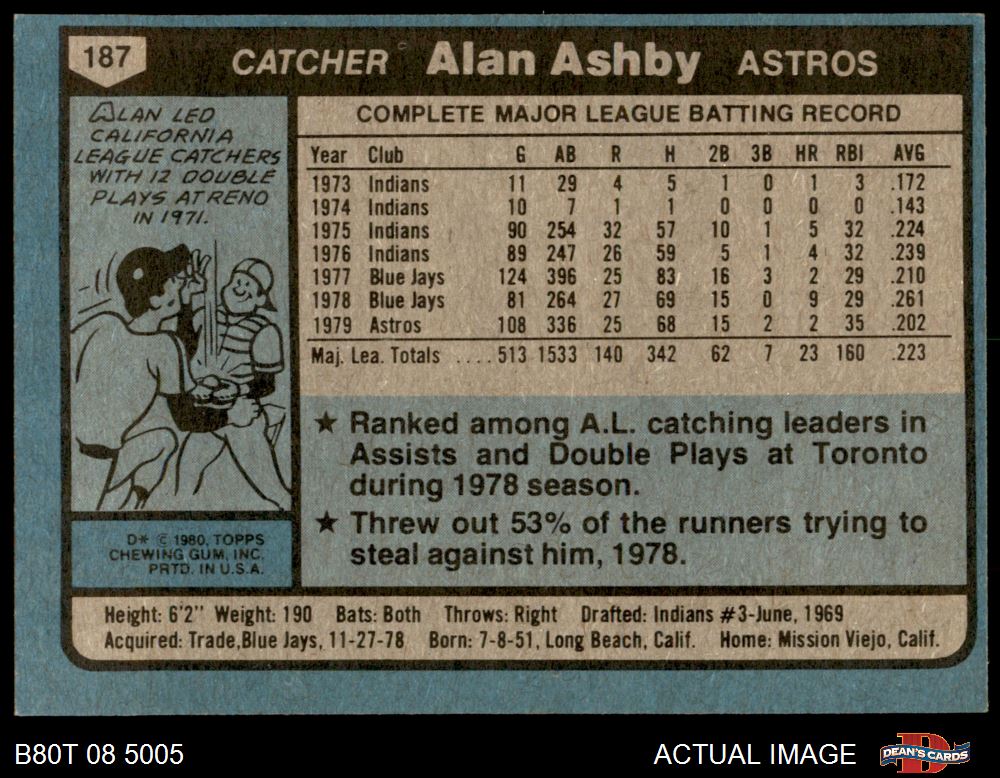 187
CATCHER Alan Ashby ASTROS
ALAN LED
CALIFORNIA
LEAGUE CATCHERS
WITH 12 DOUBLE
PLAYS AT RENO
IN 1971.
D* © 1980, TOPPS
CHEWING GUM, INC.
PRTD. IN U.S.A.
COMPLETE MAJOR LEAGUE BATTING RECORD
Year Club G AB R H 2B 3B HR RBI AVG
1973 Indians 11 29 4 5 1 0 1 3 .172
1974 Indians 10 7 1 1 0 0 0 0 .143
1975 Indians 90 254 32 57 10 1 5 32 .224
1976 Indians 89 247 26 59 5 1 4 32 .239
1977 Blue Jays 124 396 25 83 16 3 2 29 .210
1978 Blue Jays 81 264 27 69 15 0 9 29 .261
1979 Astros 108 336 25 68 15 2 2 35 .202
Maj. Lea. Totals ....513 1533 140 342 62 7 23 160 .223
★ Ranked among A.L. catching leaders in
Assists and Double Plays at Toronto
during 1978 season.
★ Threw out 53% of the runners trying to
steal against him, 1978.
Height: 6'2" Weight: 190 Bats: Both Throws: Right Drafted: Indians #3-June, 1969
Acquired: Trade,Blue Jays, 11-27-78 Born: 7-8-51, Long Beach, Calif. Home: Mission Viejo, Calif.
B80T 08 5005
ACTUAL IMAGE
DEAN'S CARDS